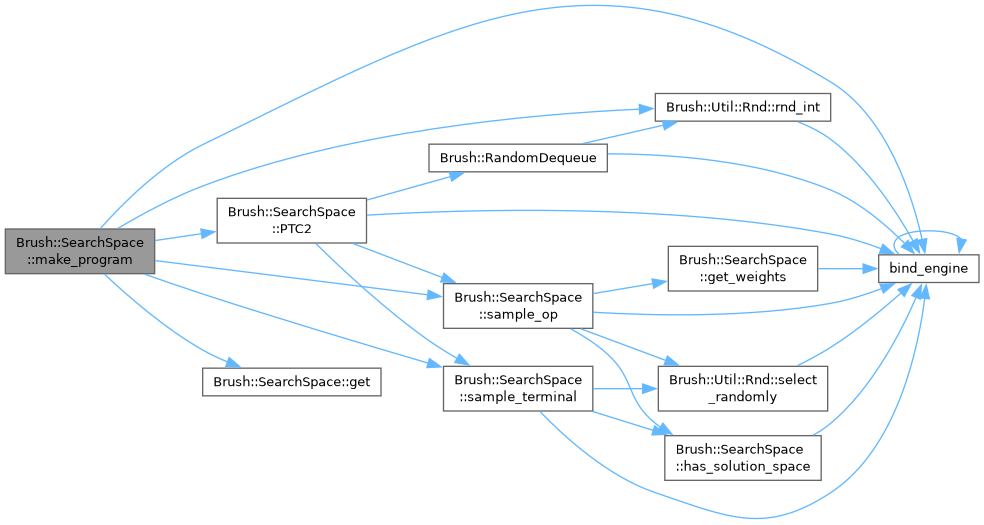 Brush::Util::Rnd::rnd_int
Brush::RandomDequeue
Brush::SearchSpace
::PTC2
Brush::SearchSpace
::make_program
Brush::SearchSpace
::get_weights
bind_engine
Brush::SearchSpace
::sample_op
Brush::SearchSpace::get
Brush::SearchSpace
::sample_terminal
Brush::Util::Rnd::select
_randomly
Brush::SearchSpace
::has_solution_space